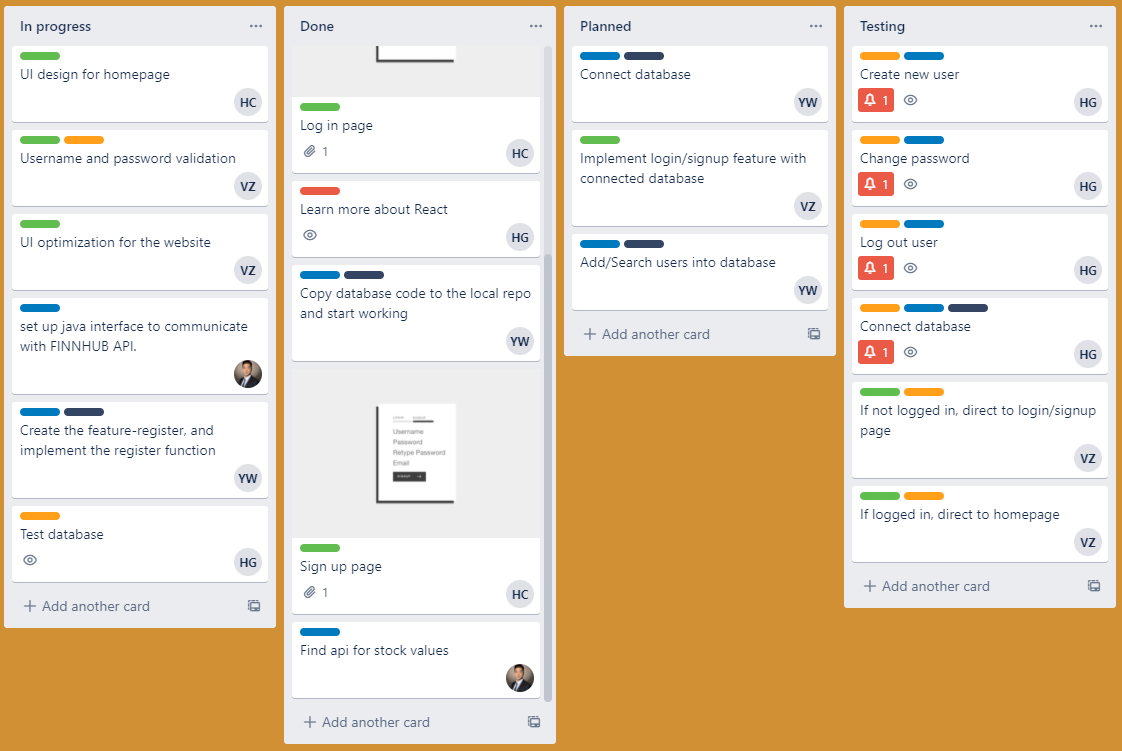 In progress
UI design for homepage
HC
Username and password validation
VZ
UI optimization for the website
VZ
set up java interface to communicate
with FINNHUB API.
Create the feature-register, and
implement the register function
YW
Test database
HG
Add another card
Done
Log in page
1
HC
Learn more about React
HG
Copy database code to the local repo
and start working
YW
Username
Password
Retype Password
Email
Sign up page
1
HC
Find api for stock values
Add another card
Planned
Connect database
YW
Implement login/signup feature with
connected database
VZ
Add/Search users into database
YW
Add another card
Testing
Create new user
1
HG
Change password
1
HG
Log out user
1
HG
Connect database
1
HG
If not logged in, direct to login/signup
page
VZ
If logged in, direct to homepage
VZ
Add another card